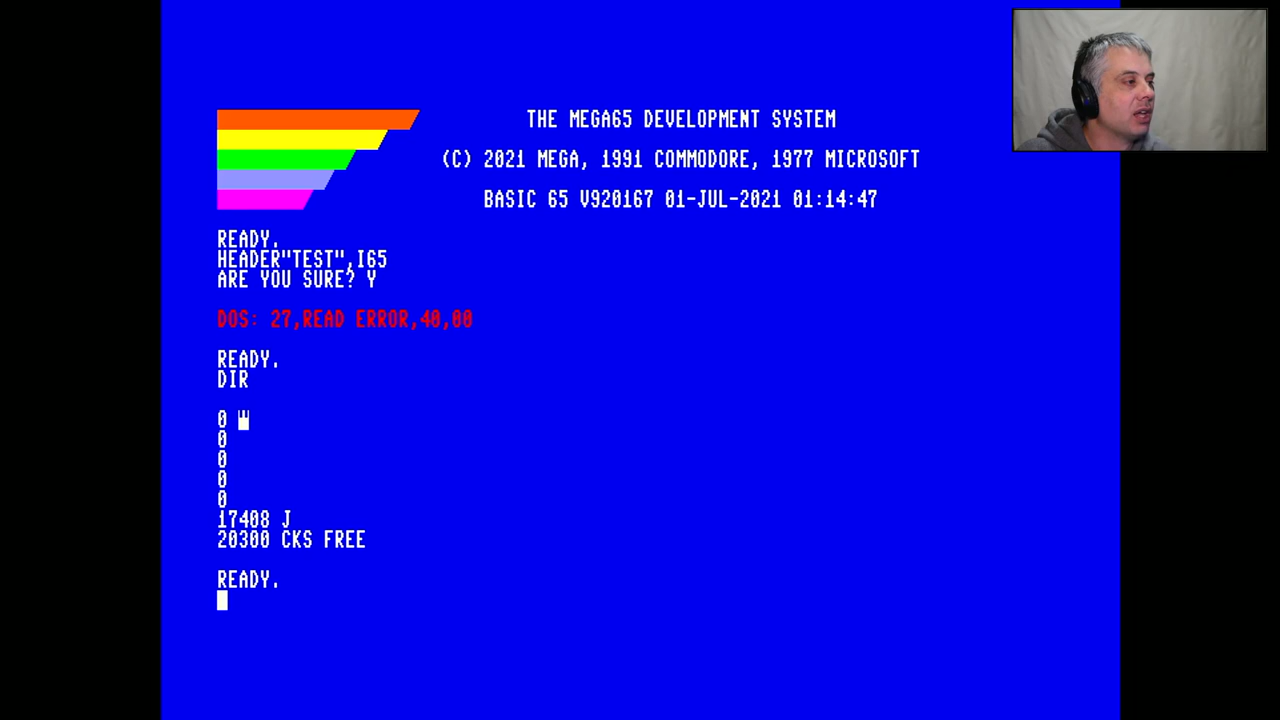 THE MEGA65 DEVELOPMENT SYSTEM
(C) 2021 MEGA, 1991 COMMODORE, 1977 MICROSOFT
BASIC 65 V920167 01-JUL-2021 01:14:47
READY.
HEADER"TEST",I65
ARE YOU SURE? Y
DOS: 27,READ ERROR,40,00
READY.
DIR
0
0
0
0
0
17408 J
20300 CKS FREE
READY.